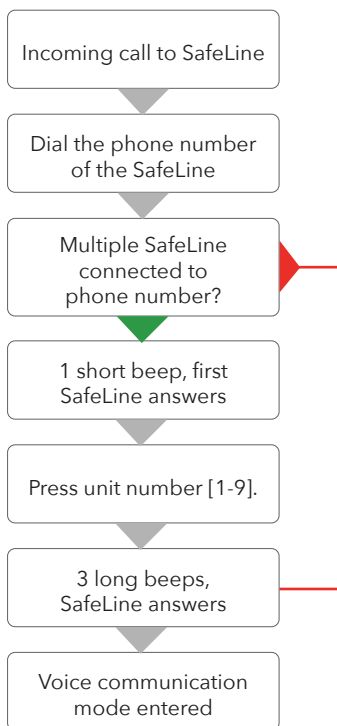 Incoming call to SafeLine
Dial the phone number
of the SafeLine
Multiple SafeLine
connected to
phone number?
1 short beep, first
SafeLine answers
Press unit number [1-9].
3 long beeps,
SafeLine answers
Voice communication
mode entered